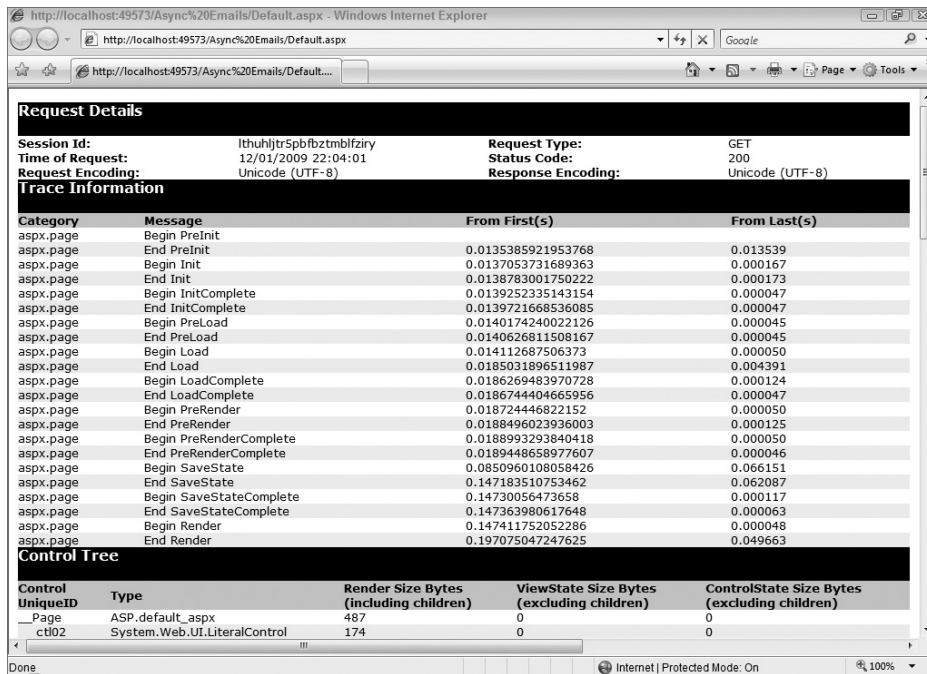 http://localhost:49573/Async%20Emails/Default.aspx - Windows Internet Explorer
http://localhost:49573/Async%20Emails/Default.aspx Google
http://localhost:49573/Async%20Emails/Default.... Page Tools
Request Details
Session Id: lthuhljtr5pbfbztmblfziry Request Type: GET
Time of Request: 12/01/2009 22:04:01 Status Code: 200
Request Encoding: Unicode (UTF-8) Response Encoding: Unicode (UTF-8)
Trace Information
Category Message From First(s) From Last(s)
aspx.page Begin PreInit
aspx.page End PreInit 0.0135385921953768 0.013539
aspx.page Begin Init 0.0137053731689363 0.000167
aspx.page End Init 0.0138783001750222 0.000173
aspx.page Begin InitComplete 0.0139252335143154 0.000047
aspx.page End InitComplete 0.0139721668536085 0.000047
aspx.page Begin PreLoad 0.0140174240022126 0.000045
aspx.page End PreLoad 0.0140626811508167 0.000045
aspx.page Begin Load 0.014112687506373 0.000050
aspx.page End Load 0.0185031896511987 0.004391
aspx.page Begin LoadComplete 0.0186269483970728 0.000124
aspx.page End LoadComplete 0.0186744404665956 0.000047
aspx.page Begin PreRender 0.018724446822152 0.000050
aspx.page End PreRender 0.0188496023936003 0.000125
aspx.page Begin PreRenderComplete 0.0188993293840418 0.000050
aspx.page End PreRenderComplete 0.0189448658977607 0.000046
aspx.page Begin SaveState 0.0850960108058426 0.066151
aspx.page End SaveState 0.147183510753462 0.062087
aspx.page Begin SaveStateComplete 0.14730056473658 0.000117
aspx.page End SaveStateComplete 0.147363980617648 0.000063
aspx.page Begin Render 0.147411752052286 0.000048
aspx.page End Render 0.197075047247625 0.049663
Control Tree
Control UniqueID Type Render Size Bytes (including children) ViewState Size Bytes (excluding children) ControlState Size Bytes (excluding children)
__Page ASP.default_aspx 487 0 0
ctl02 System.Web.UI.LiteralControl 174 0 0
Done Internet | Protected Mode: On 100%